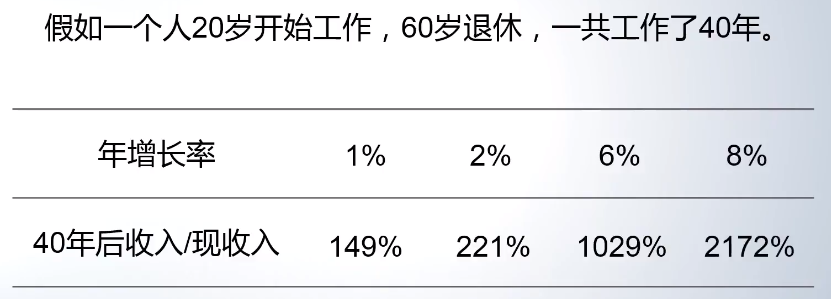 假如一个人20岁开始工作，60岁退休，一共工作了40年。
年增长率 1% 2% 6% 8%
40年后收入/现收入 149% 221% 1029% 2172%